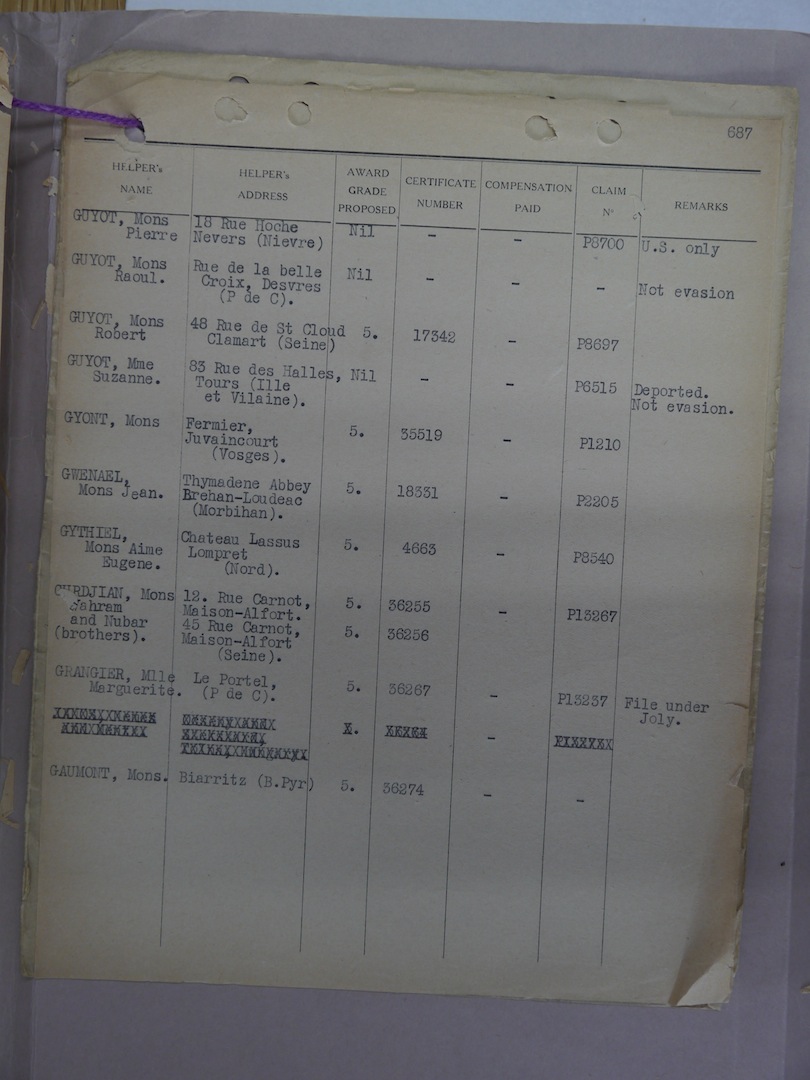 687
HELPER's NAME HELPER's ADDRESS AWARD GRADE PROPOSED CERTIFICATE NUMBER COMPENSATION PAID CLAIM N° REMARKS
GUYOT, Mons 18 Rue Hoche Nil - - P8700 U.S. only
Pierre Nevers (Nievre)
GUYOT, Mons Rue de la belle Nil - - - Not evasion
Raoul. Croix, Desvres
(P de C).
GUYOT, Mons 48 Rue de St Cloud 5. 17342 - P8697
Robert Clamart (Seine)
GUYOT, Mme 83 Rue des Halles, Nil - - P6515 Deported.
Suzanne. Tours (Ille Not evasion.
et Vilaine).
GYONT, Mons Fermier, 5. 35519 - P1210
Juvaincourt
(Vosges).
GWENAEL, Thymadene Abbey 5. 18331 - P2205
Mons Jean. Brehan-Loudeac
(Morbihan).
GYTHIEL, Chateau Lassus 5. 4663 - P8540
Mons Aime Lompret
Eugene. (Nord).
Mons 12. Rue Carnot, 5. 36255 - P13267
Maison-Alfort.
and Nubar 45 Rue Carnot, 5. 36256
(brothers). Maison-Alfort
(Seine).
GRANGIER, Mlle Le Portel, 5. 36267 - P13237 File under
Marguerite. (P de C). Joly.
-
GAUMONT, Mons. Biarritz (B.Pyr) 5. 36274 - -